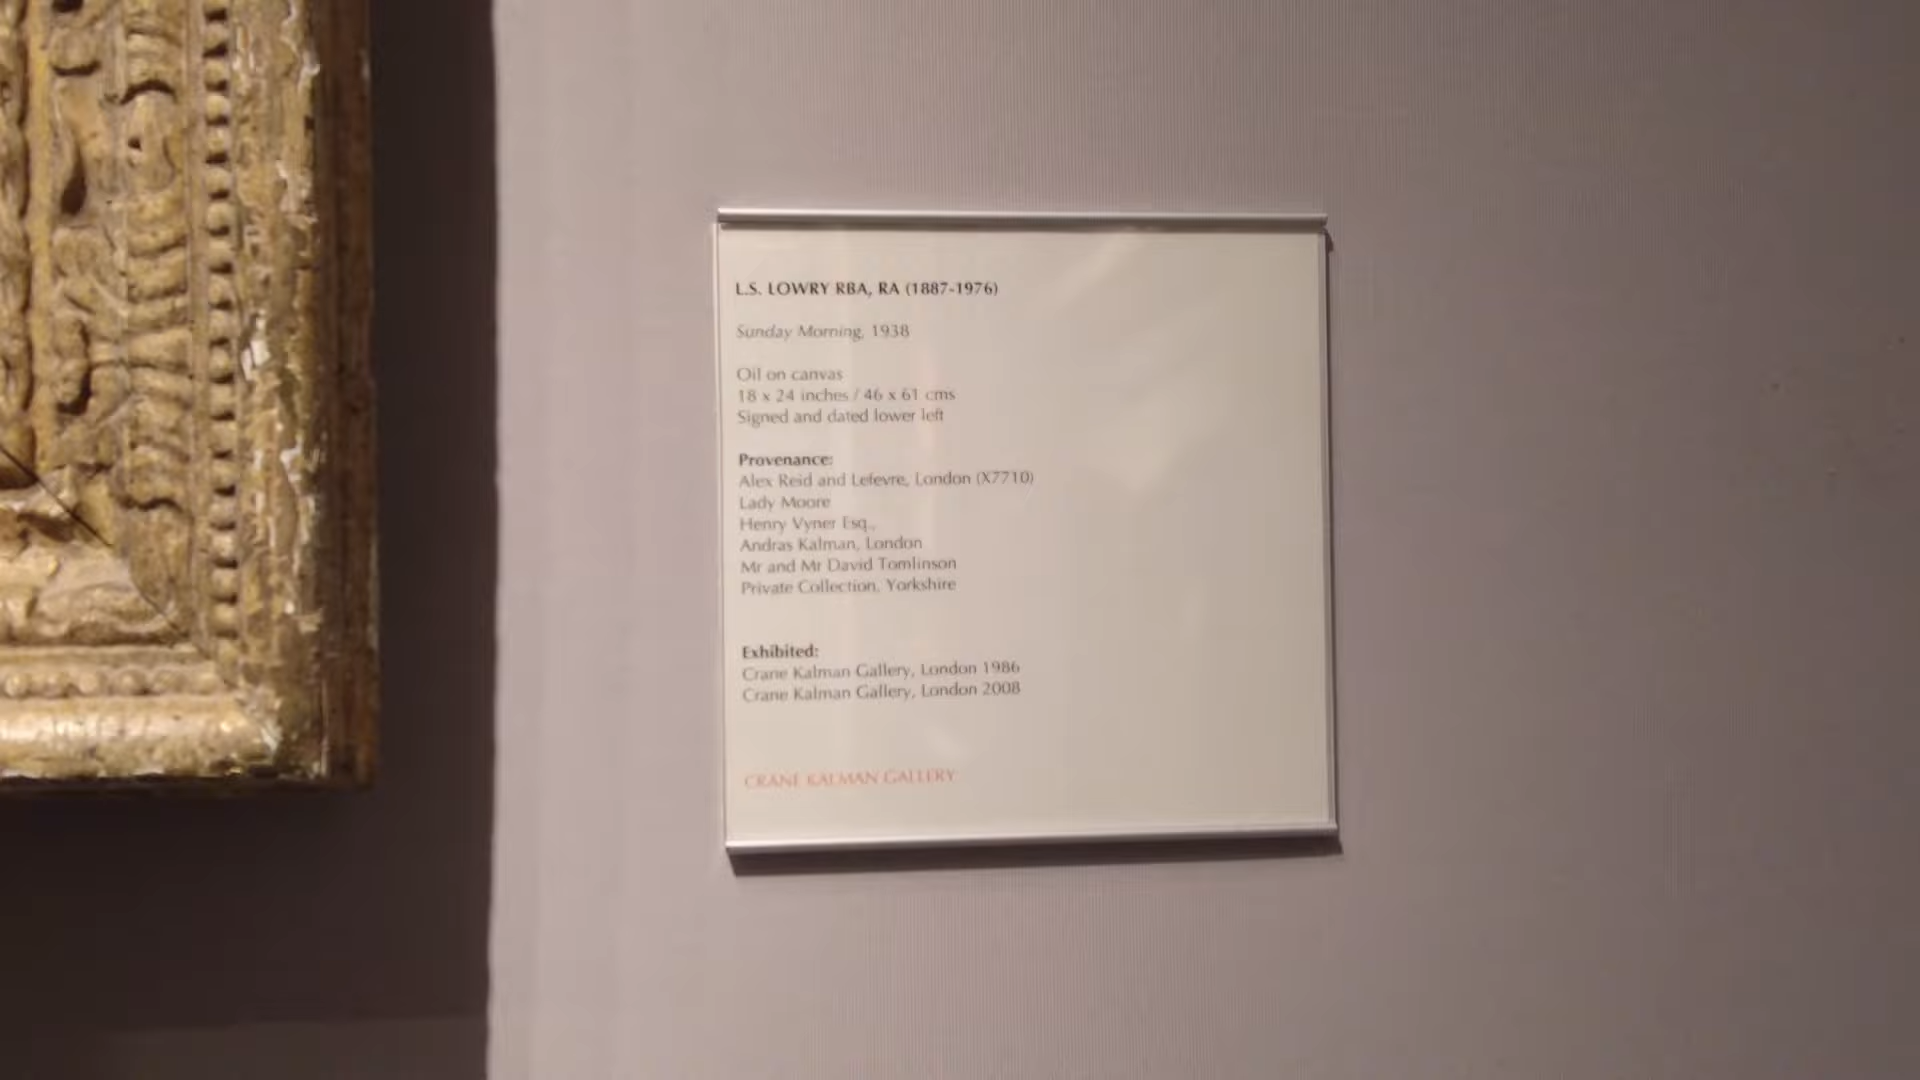 L.S. LOWRY RBA, RA (1887-1976)
Sunday Morning, 1938
Oil on canvas
18 x 24 inches / 46 x 61 cms
Signed and dated lower left
Provenance:
Alex Reid and Lefevre, London (X7710)
Lady Moore
Henry Vyner Esq.,
Andras Kalman, London
Mr and Mr David Tomlinson
Private Collection, Yorkshire
Exhibited:
Crane Kalman Gallery, London 1986
Crane Kalman Gallery, London 2008
CRANE KALMAN GALLERY